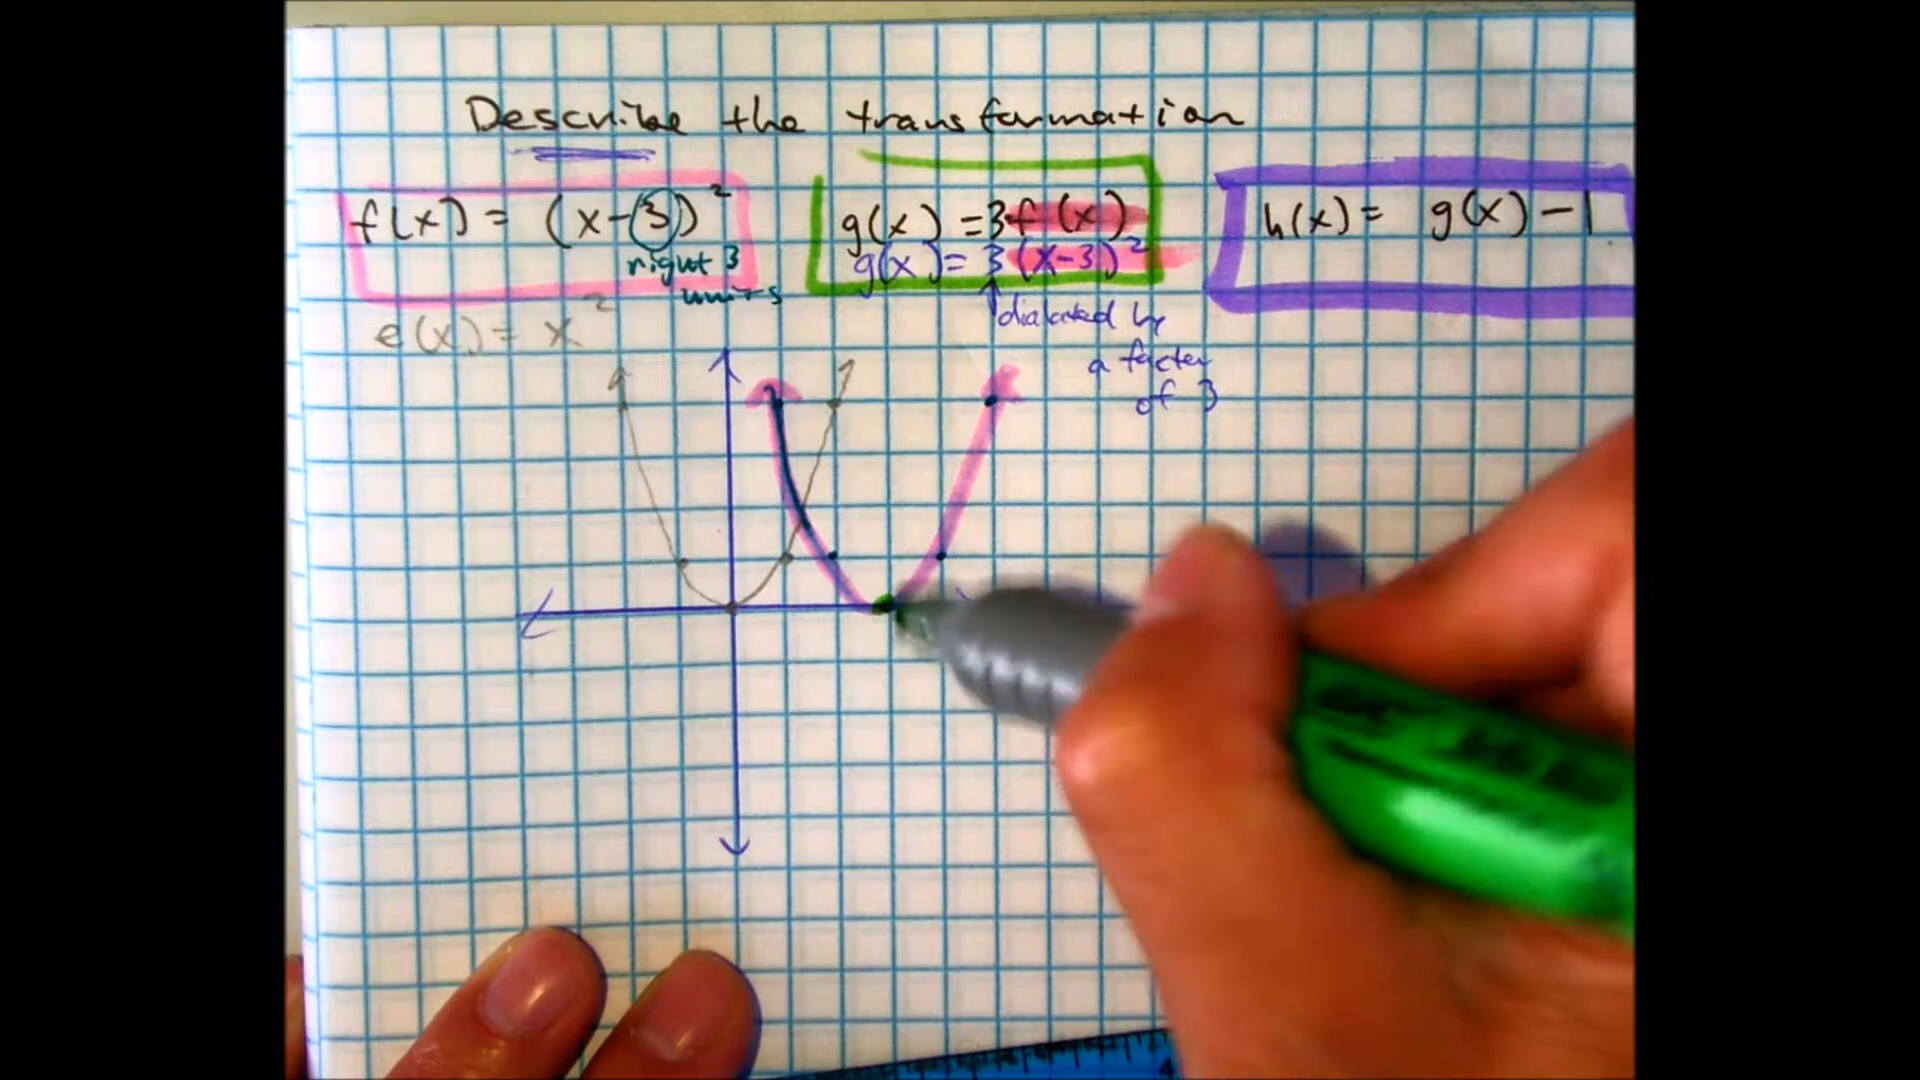 Describe the transformation
f(x) = (x-3)²
right 3
units
e(x) = x²
g(x) = 3f(x)
g(x) = 3(x-3)²
dialated by
a factor
of 3
h(x) = g(x) - 1